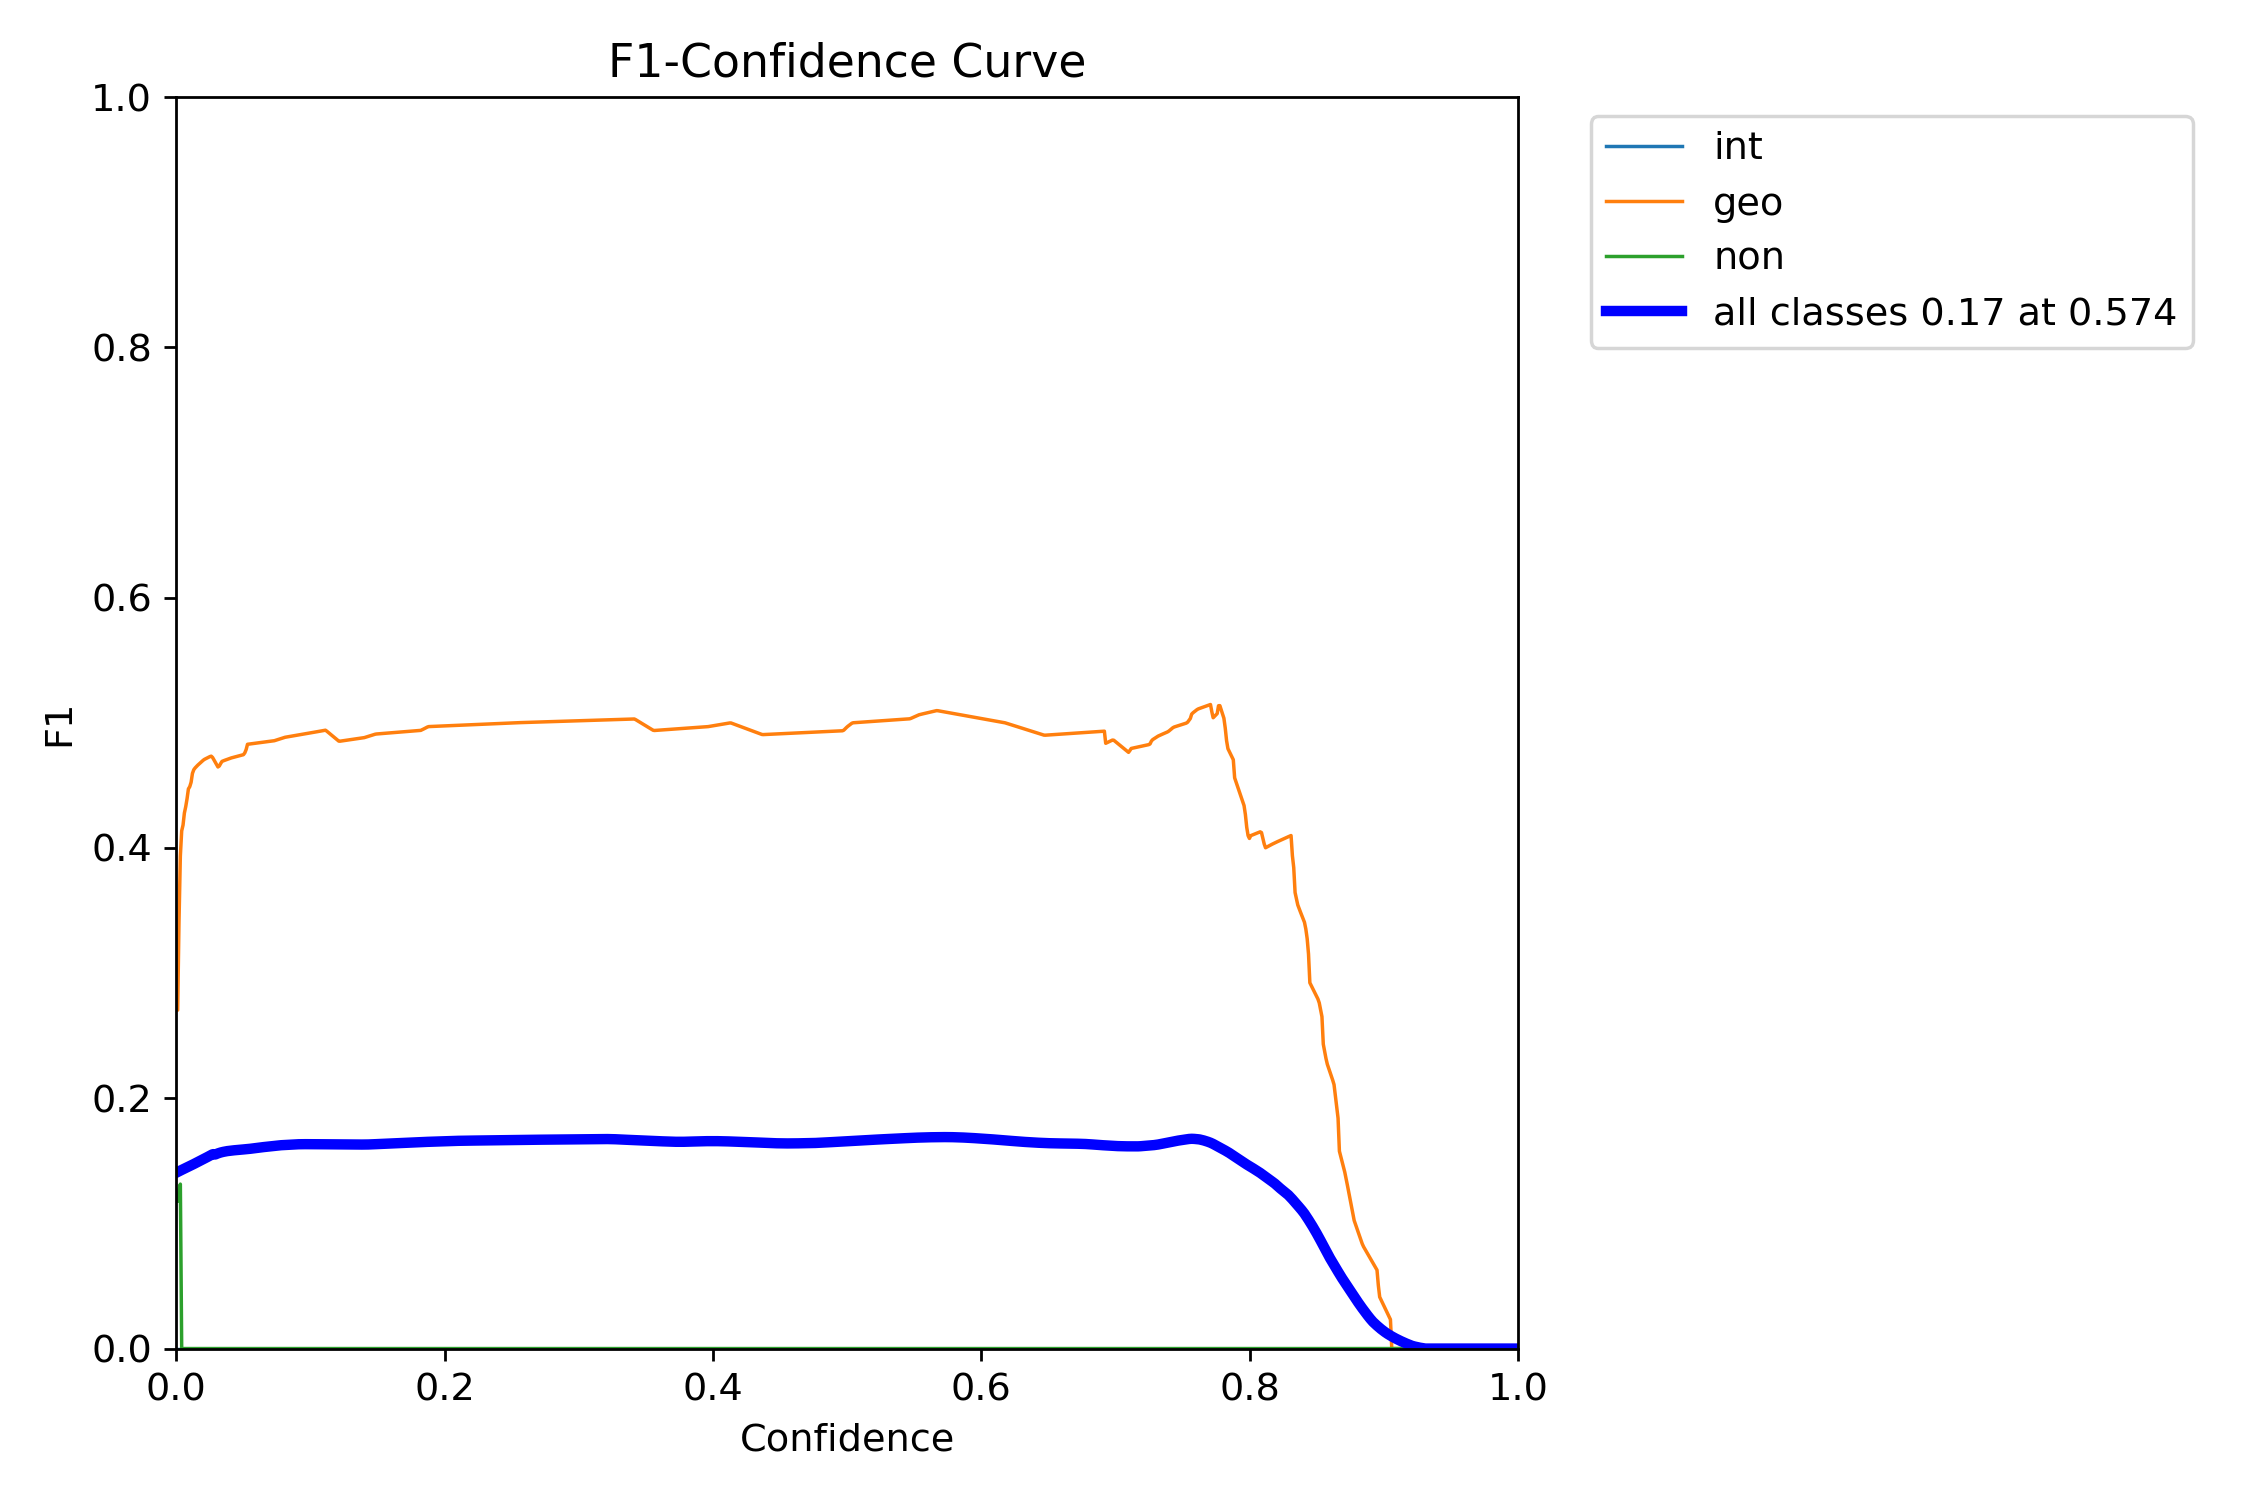 F1-Confidence Curve
1.0
0.8
0.6
0.4
0.2
0.0
F1
0.0 0.2 0.4 0.6 0.8 1.0
Confidence
int
geo
non
all classes 0.17 at 0.574